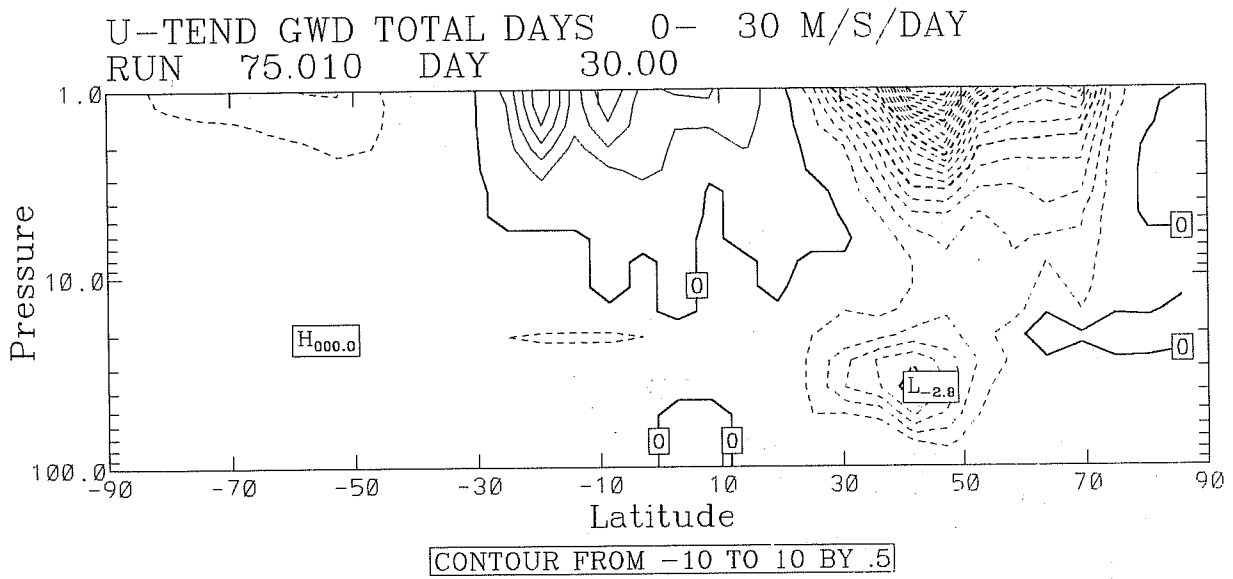 U-TEND GWD TOTAL DAYS 0- 30 M/S/DAY
RUN 75.010 DAY 30.00
1.0
10.0
100.0
Pressure
0
0
H000.0
0
L-2.8
0
0
-90 -70 -50 -30 -10 10 30 50 70 90
Latitude
CONTOUR FROM -10 TO 10 BY .5